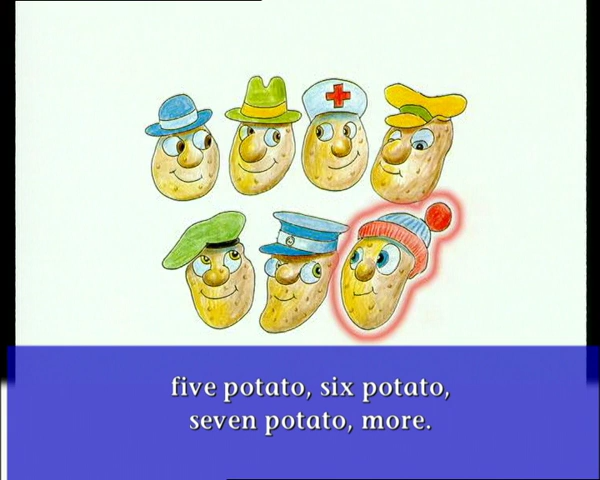 five potato, six potato,
seven potato, more.